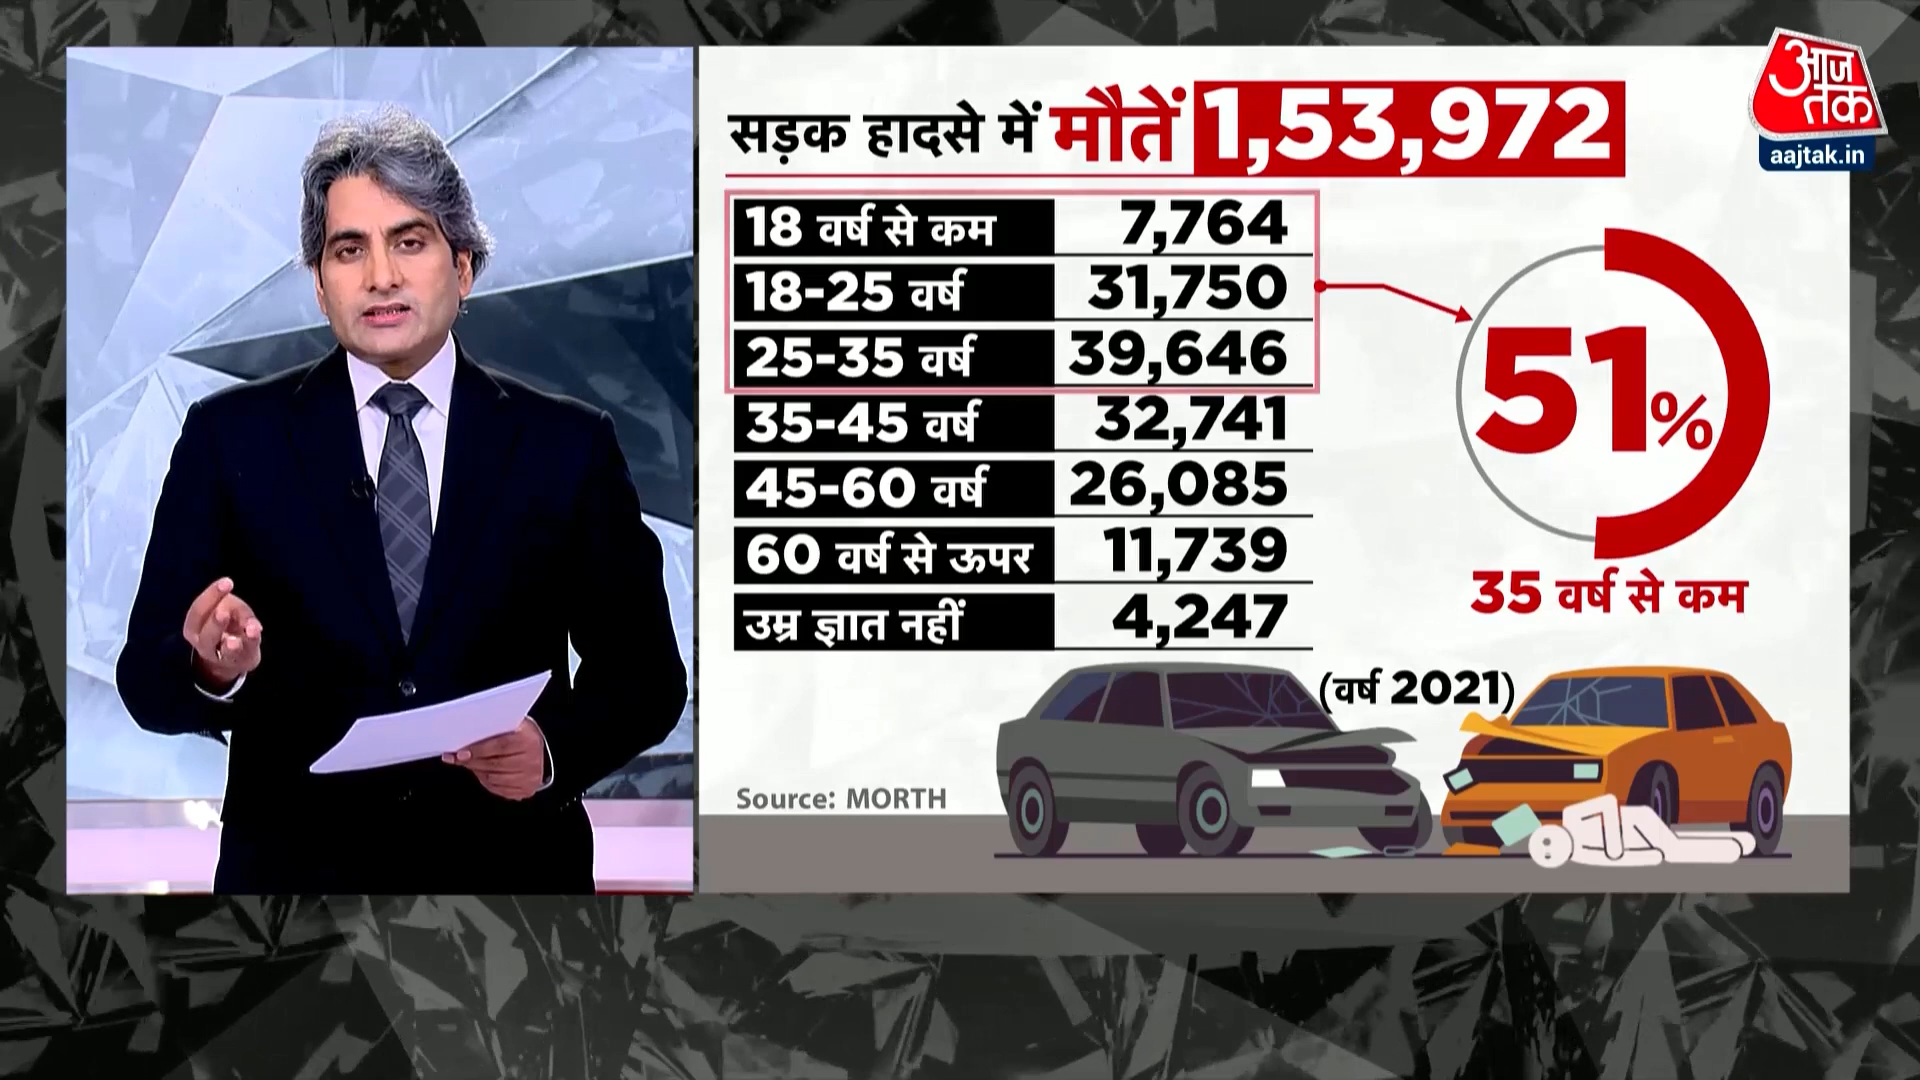 सड़क हादसे में मौतें 1,53,972
आज
तक
aajtak.in
18 वर्ष से कम 7,764
18-25 वर्ष 31,750
25-35 वर्ष 39,646
35-45 वर्ष 32,741
45-60 वर्ष 26,085
60 वर्ष से ऊपर 11,739
उम्र ज्ञात नहीं 4,247
51%
35 वर्ष से कम
(वर्ष 2021)
Source: MORTH